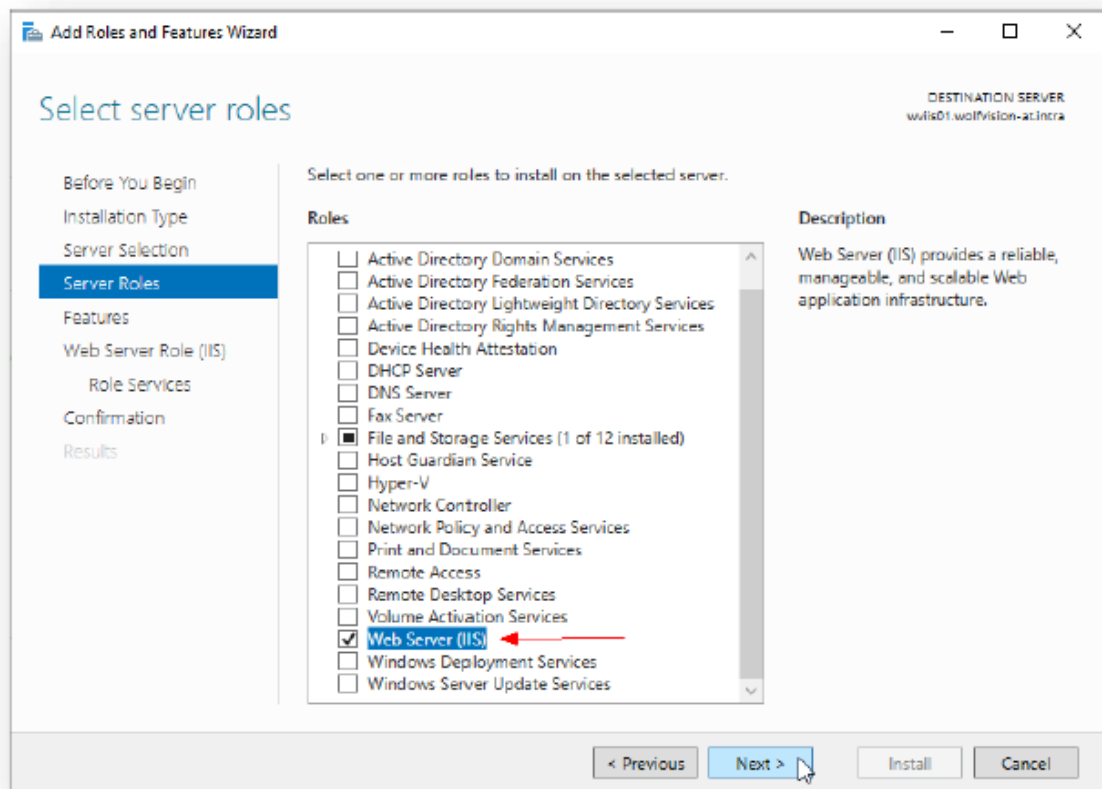 Add Roles and Features Wizard
Select server roles
DESTINATION SERVER
wviis01.wolfvision-at.intra
Before You Begin
Installation Type
Server Selection
Server Roles
Features
Web Server Role (IIS)
Role Services
Confirmation
Results
Select one or more roles to install on the selected server.
Roles
Active Directory Domain Services
Active Directory Federation Services
Active Directory Lightweight Directory Services
Active Directory Rights Management Services
Device Health Attestation
DHCP Server
DNS Server
Fax Server
File and Storage Services (1 of 12 installed)
Host Guardian Service
Hyper-V
Network Controller
Network Policy and Access Services
Print and Document Services
Remote Access
Remote Desktop Services
Volume Activation Services
Web Server (IIS)
Windows Deployment Services
Windows Server Update Services
Description
Web Server (IIS) provides a reliable,
manageable, and scalable Web
application infrastructure.
< Previous
Next >
Install
Cancel